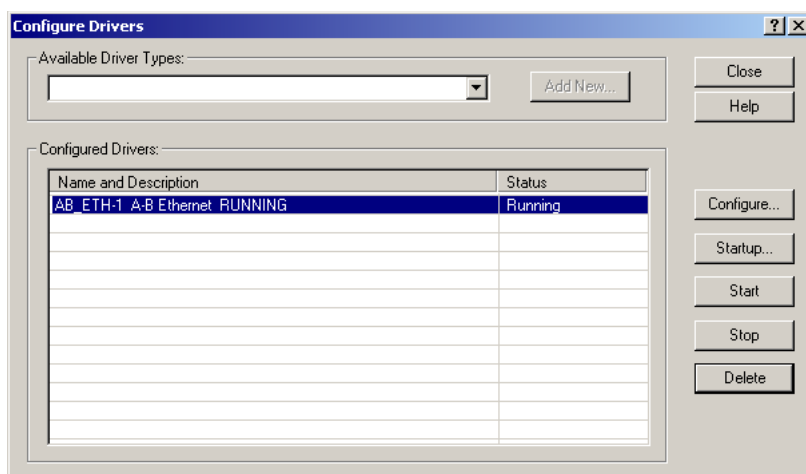 Configure Drivers
Available Driver Types:
Add New...
Close
Help
Configured Drivers:
Name and Description Status
AB_ETH-1 A-B Ethernet RUNNING Running
Configure...
Startup...
Start
Stop
Delete